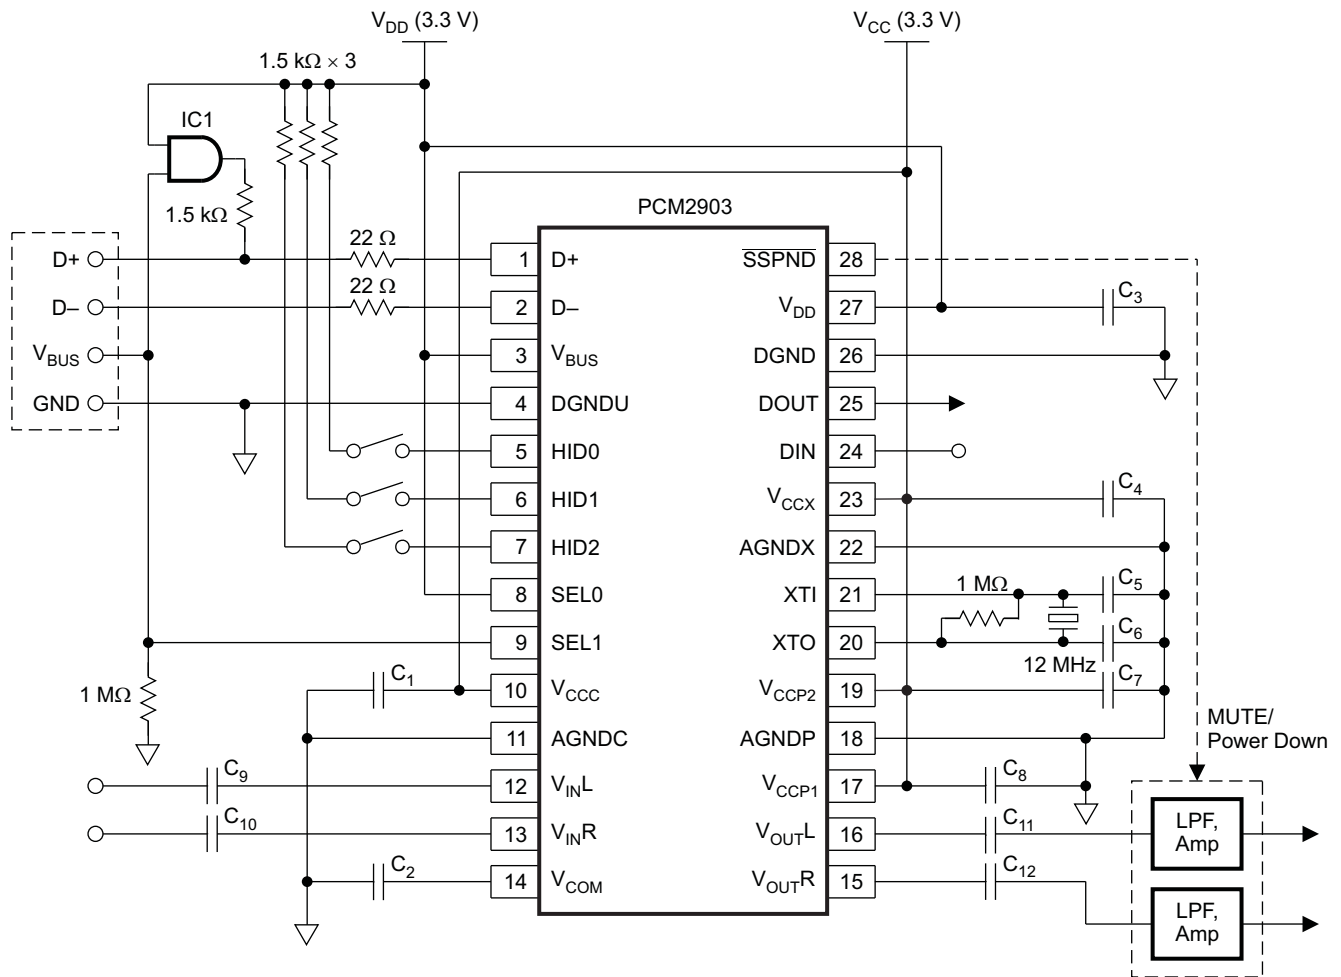 V_DD (3.3 V)
V_CC (3.3 V)
1.5 kΩ × 3
IC1
1.5 kΩ
PCM2903
D+
22 Ω
1
D+
SSPND
28
D–
22 Ω
2
D–
V_DD
27
C_3
V_BUS
3
V_BUS
DGND
26
GND
4
DGNDU
DOUT
25
5
HID0
DIN
24
6
HID1
V_CCX
23
C_4
7
HID2
AGNDX
22
8
SEL0
XTI
21
1 MΩ
C_5
9
SEL1
XTO
20
12 MHz
C_6
1 MΩ
C_1
10
V_CCC
V_CCP2
19
C_7
11
AGNDC
AGNDP
18
MUTE/
Power Down
C_9
12
V_INL
V_CCP1
17
C_8
C_10
13
V_INR
V_OUTL
16
C_11
LPF,
Amp
C_2
14
V_COM
V_OUTR
15
C_12
LPF,
Amp